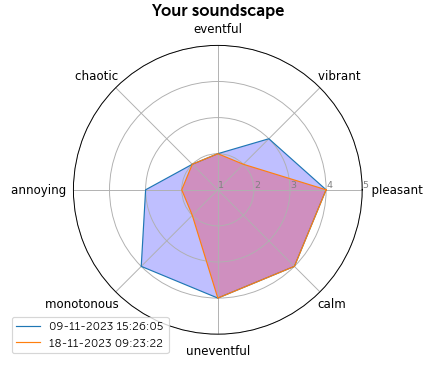 Your soundscape
eventful
chaotic
vibrant
annoying
1 2 3 4 5
pleasant
monotonous
calm
uneventful
09-11-2023 15:26:05
18-11-2023 09:23:22